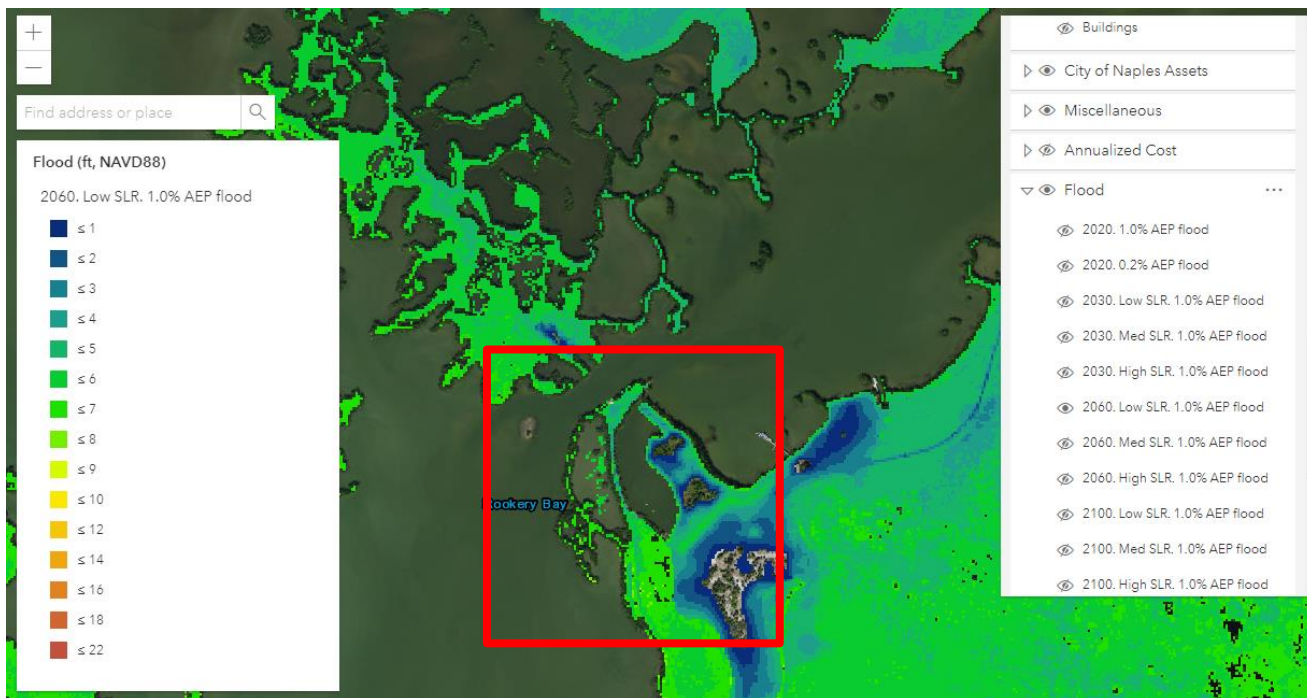 +
−
Find address or place
Flood (ft, NAVD88)
2060. Low SLR. 1.0% AEP flood
≤ 1
≤ 2
≤ 3
≤ 4
≤ 5
≤ 6
≤ 7
≤ 8
≤ 9
≤ 10
≤ 12
≤ 14
≤ 16
≤ 18
≤ 22
Rookery Bay
Buildings
City of Naples Assets
Miscellaneous
Annualized Cost
Flood ...
2020. 1.0% AEP flood
2020. 0.2% AEP flood
2030. Low SLR. 1.0% AEP flood
2030. Med SLR. 1.0% AEP flood
2030. High SLR. 1.0% AEP flood
2060. Low SLR. 1.0% AEP flood
2060. Med SLR. 1.0% AEP flood
2060. High SLR. 1.0% AEP flood
2100. Low SLR. 1.0% AEP flood
2100. Med SLR. 1.0% AEP flood
2100. High SLR. 1.0% AEP flood